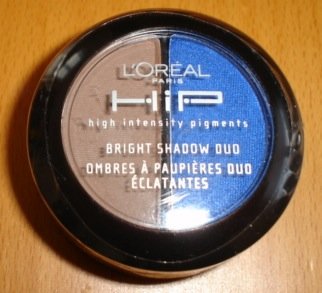 L'ORÉAL
PARIS
HiP
high intensity pigments
BRIGHT SHADOW DUO
OMBRES À PAUPIÈRES DUO
ÉCLATANTES